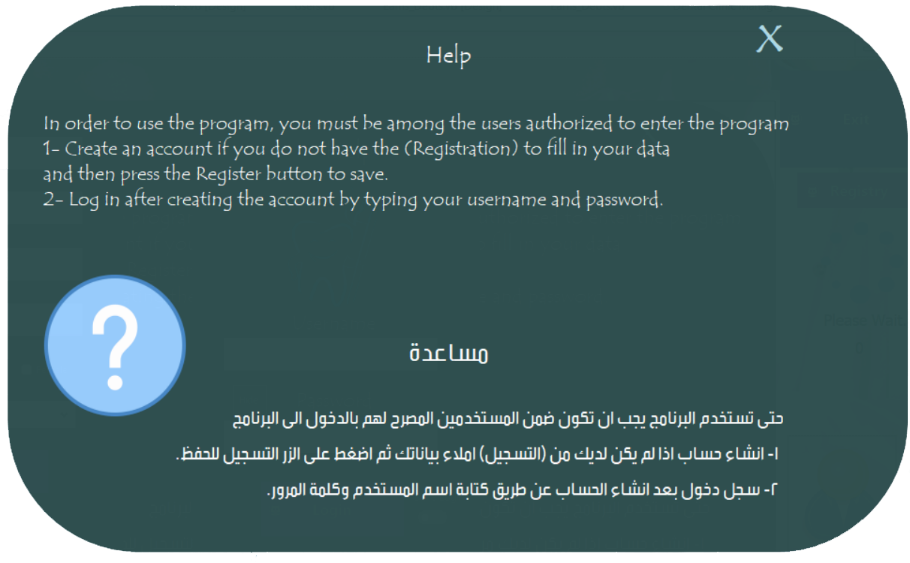 Help
X
In order to use the program, you must be among the users authorized to enter the program
1- Create an account if you do not have the (Registration) to fill in your data
and then press the Register button to save.
2- Log in after creating the account by typing your username and password.
?
مساعدة
حتى تستخدم البرنامج يجب ان تكون ضمن المستخدمين المصرح لهم بالدخول الى البرنامج
١- انشاء حساب اذا لم يكن لديك من (التسجيل) املاء بياناتك ثم اضغط على الزر التسجيل للحفظ.
٢- سجل دخول بعد انشاء الحساب عن طريق كتابة اسم المستخدم وكلمة المرور.